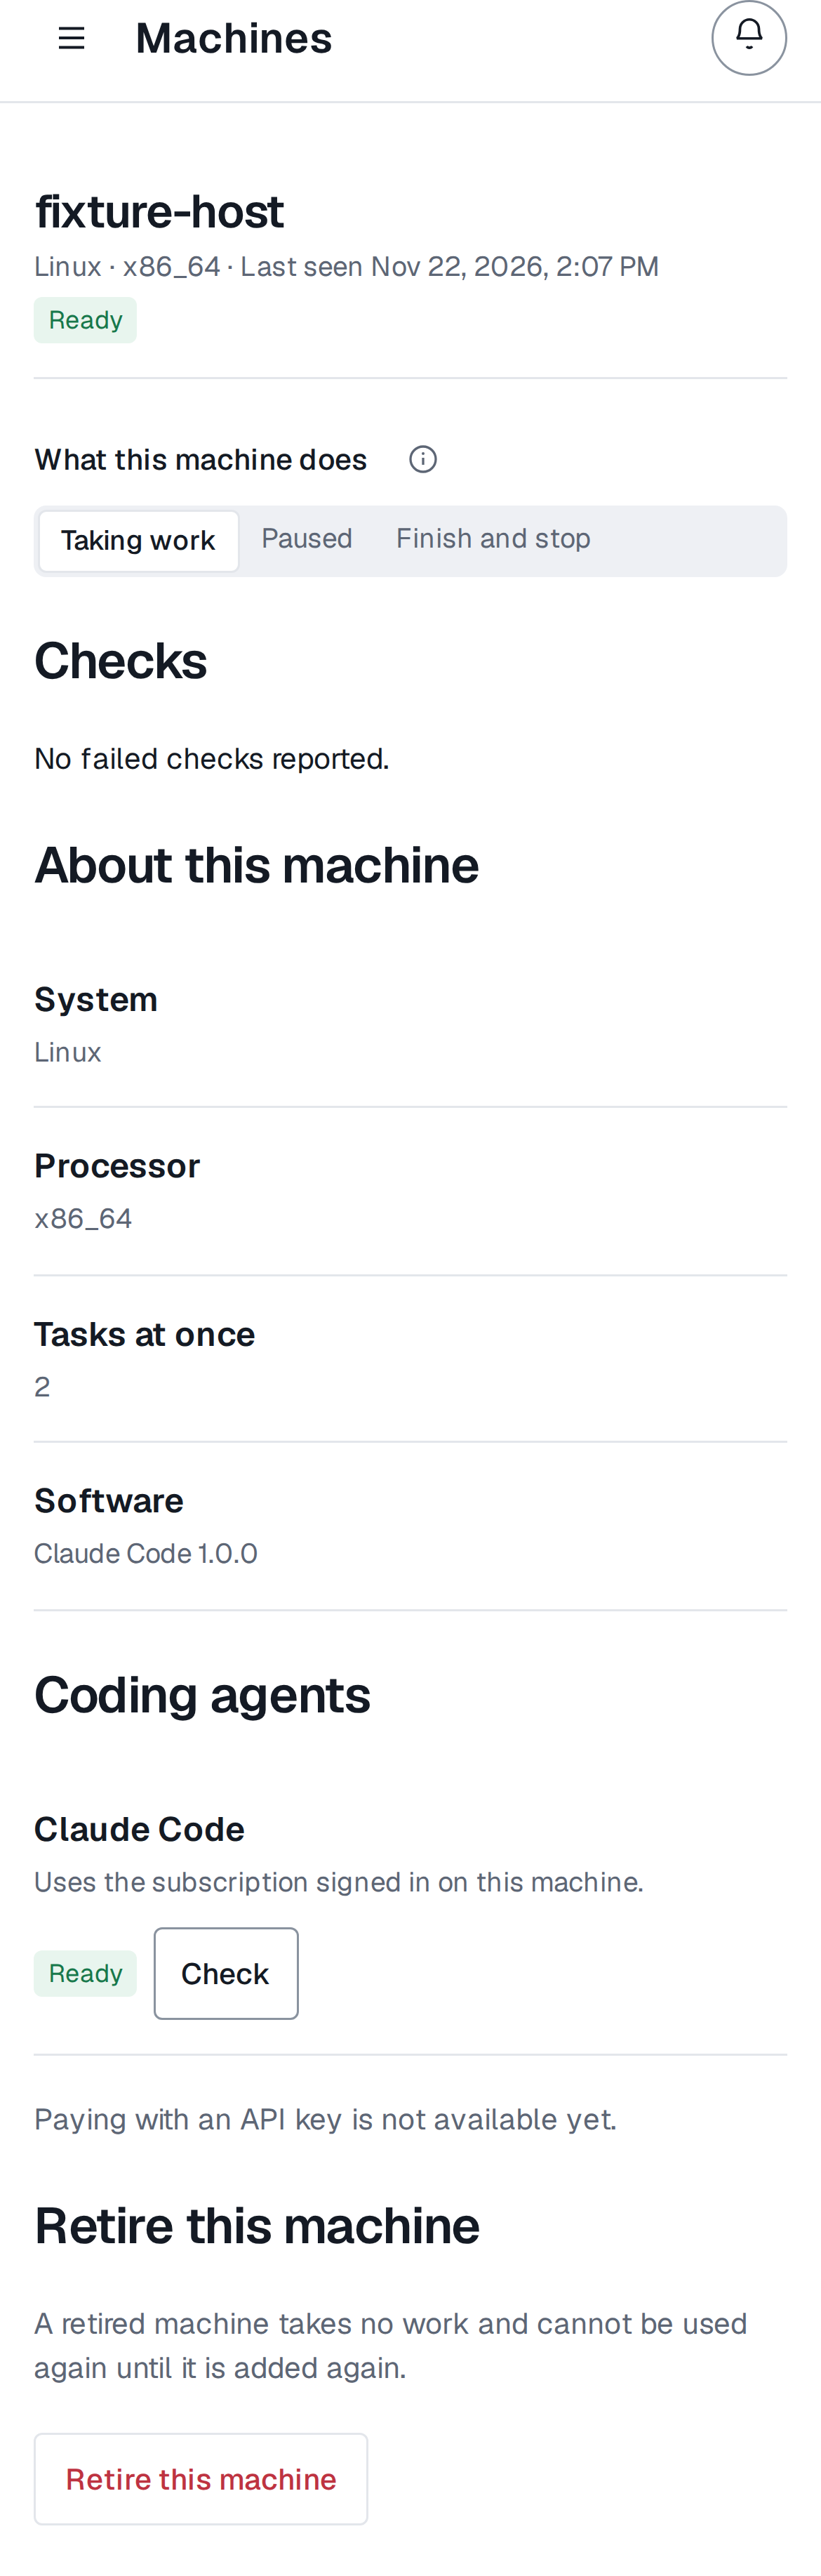 Machines
fixture-host
Linux · x86_64 · Last seen Nov 22, 2026, 2:07 PM
Ready
What this machine does
Taking work Paused Finish and stop
Checks
No failed checks reported.
About this machine
System
Linux
Processor
x86_64
Tasks at once
2
Software
Claude Code 1.0.0
Coding agents
Claude Code
Uses the subscription signed in on this machine.
Ready Check
Paying with an API key is not available yet.
Retire this machine
A retired machine takes no work and cannot be used
again until it is added again.
Retire this machine